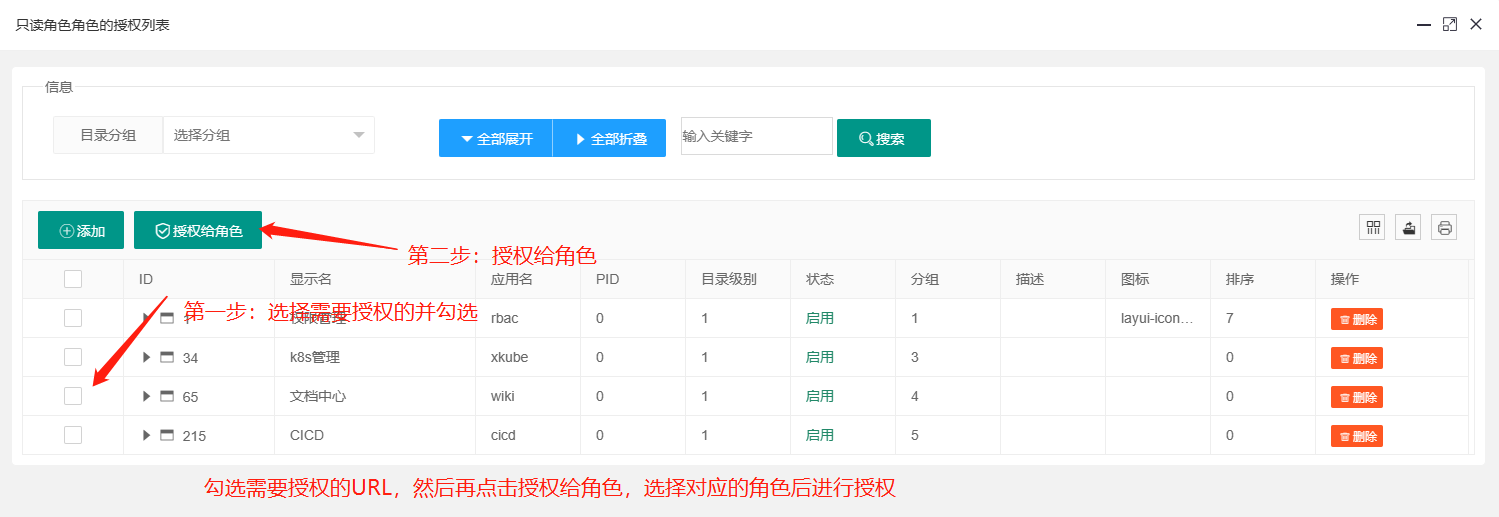 只读角色角色的授权列表
信息
目录分组 选择分组 全部展开 全部折叠 输入关键字 搜索
添加 授权给角色
第二步：授权给角色
ID 显示名 应用名 PID 目录级别 状态 分组 描述 图标 排序 操作
第一步：选择需要授权的并勾选
1 权限管理 rbac 0 1 启用 1 layui-icon… 7 删除
34 k8s管理 xkube 0 1 启用 3 0 删除
65 文档中心 wiki 0 1 启用 4 0 删除
215 CICD cicd 0 1 启用 5 0 删除
勾选需要授权的URL，然后再点击授权给角色，选择对应的角色后进行授权